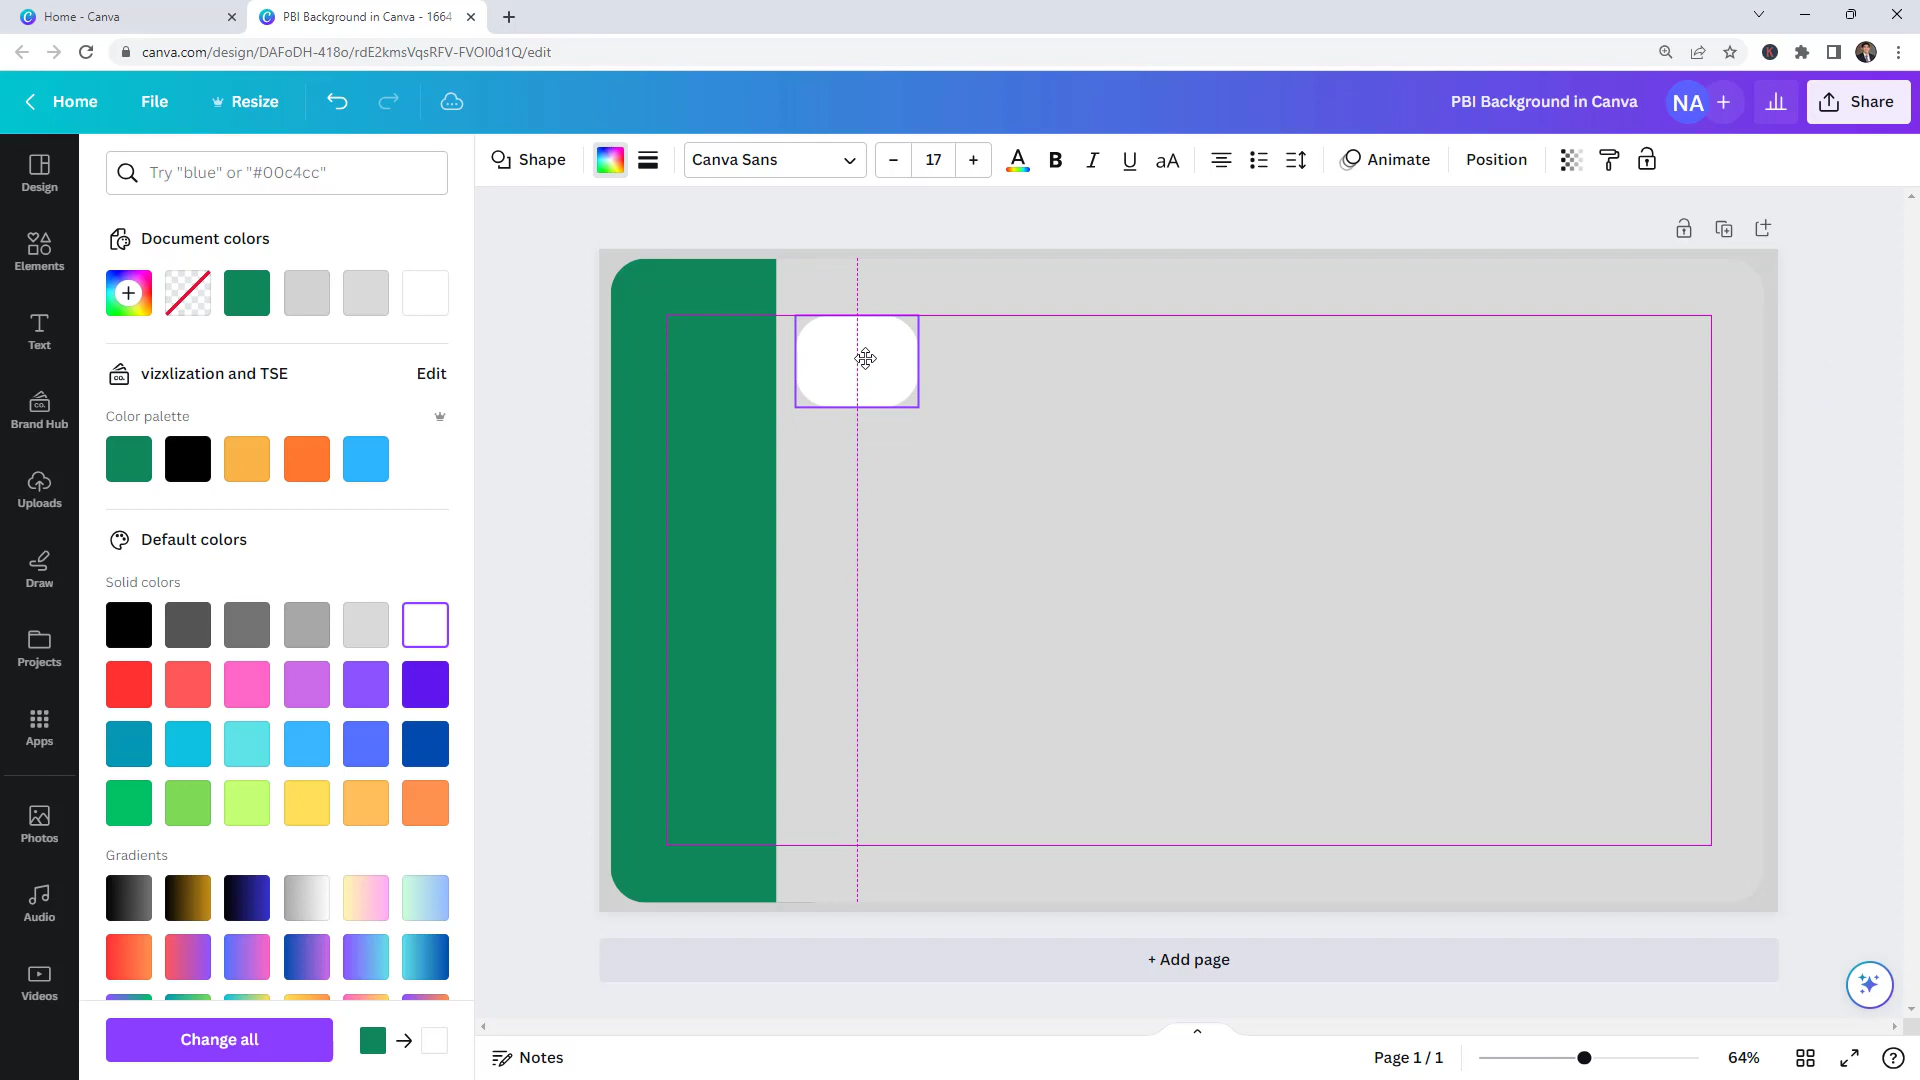 Home - Canva
PBI Background in Canva - 1664
canva.com/design/DAFoDH-418o/rdE2kmsVqsRFV-FVOI0d1Q/edit
Home
File
Resize
PBI Background in Canva
NA
Share
Design
Elements
Text
Brand Hub
Uploads
Draw
Projects
Apps
Photos
Audio
Videos
Try "blue" or "#00c4cc"
Document colors
CO.
vizxlization and TSE
Edit
Color palette
Default colors
Solid colors
Gradients
Change all
Shape
Canva Sans
17
A
B
I
U
aA
Animate
Position
+ Add page
Notes
Page 1 / 1
64%